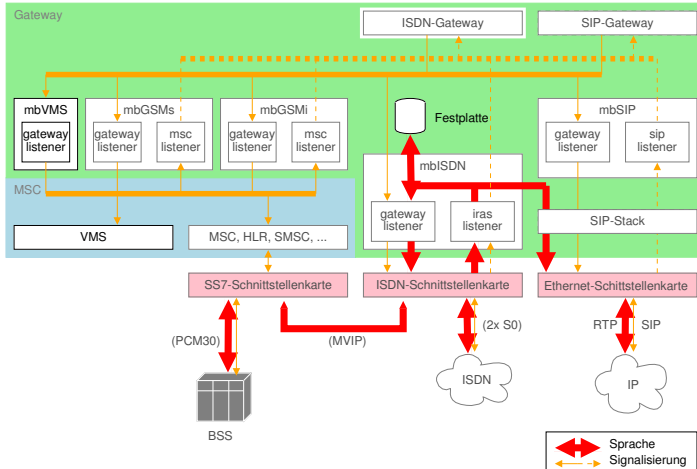 Gateway
ISDN-Gateway
SIP-Gateway
mbVMS
mbGSMs
mbGSMi
Festplatte
mbSIP
gateway
listener
gateway
listener
msc
listener
gateway
listener
msc
listener
gateway
listener
sip
listener
mbISDN
MSC
gateway
listener
iras
listener
SIP-Stack
VMS
MSC, HLR, SMSC, ...
SS7-Schnittstellenkarte
ISDN-Schnittstellenkarte
Ethernet-Schittstellenkarte
(PCM30)
(MVIP)
(2x S0)
RTP
SIP
ISDN
IP
BSS
Sprache
Signalisierung